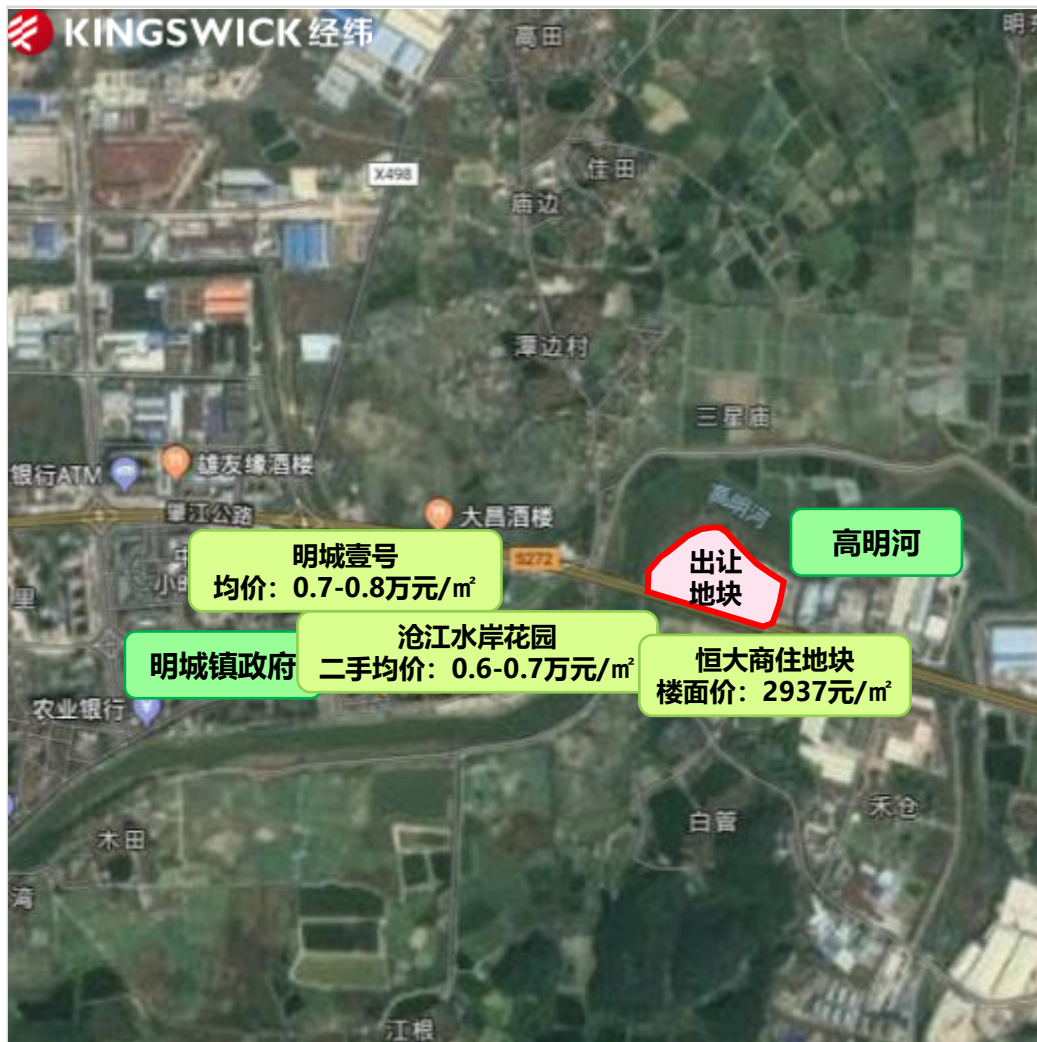 KINGSWICK经纬
高田
明东
X498
佳田
庙边
潭边村
三星庙
银行ATM
雄友缘酒楼
肇江公路
大昌酒楼
高明河
S272
出让
地块
高明河
明城壹号
均价：0.7-0.8万元/㎡
里
沧江水岸花园
二手均价：0.6-0.7万元/㎡
明城镇政府
恒大商住地块
楼面价：2937元/㎡
农业银行
禾仓
白管
木田
湾
江根